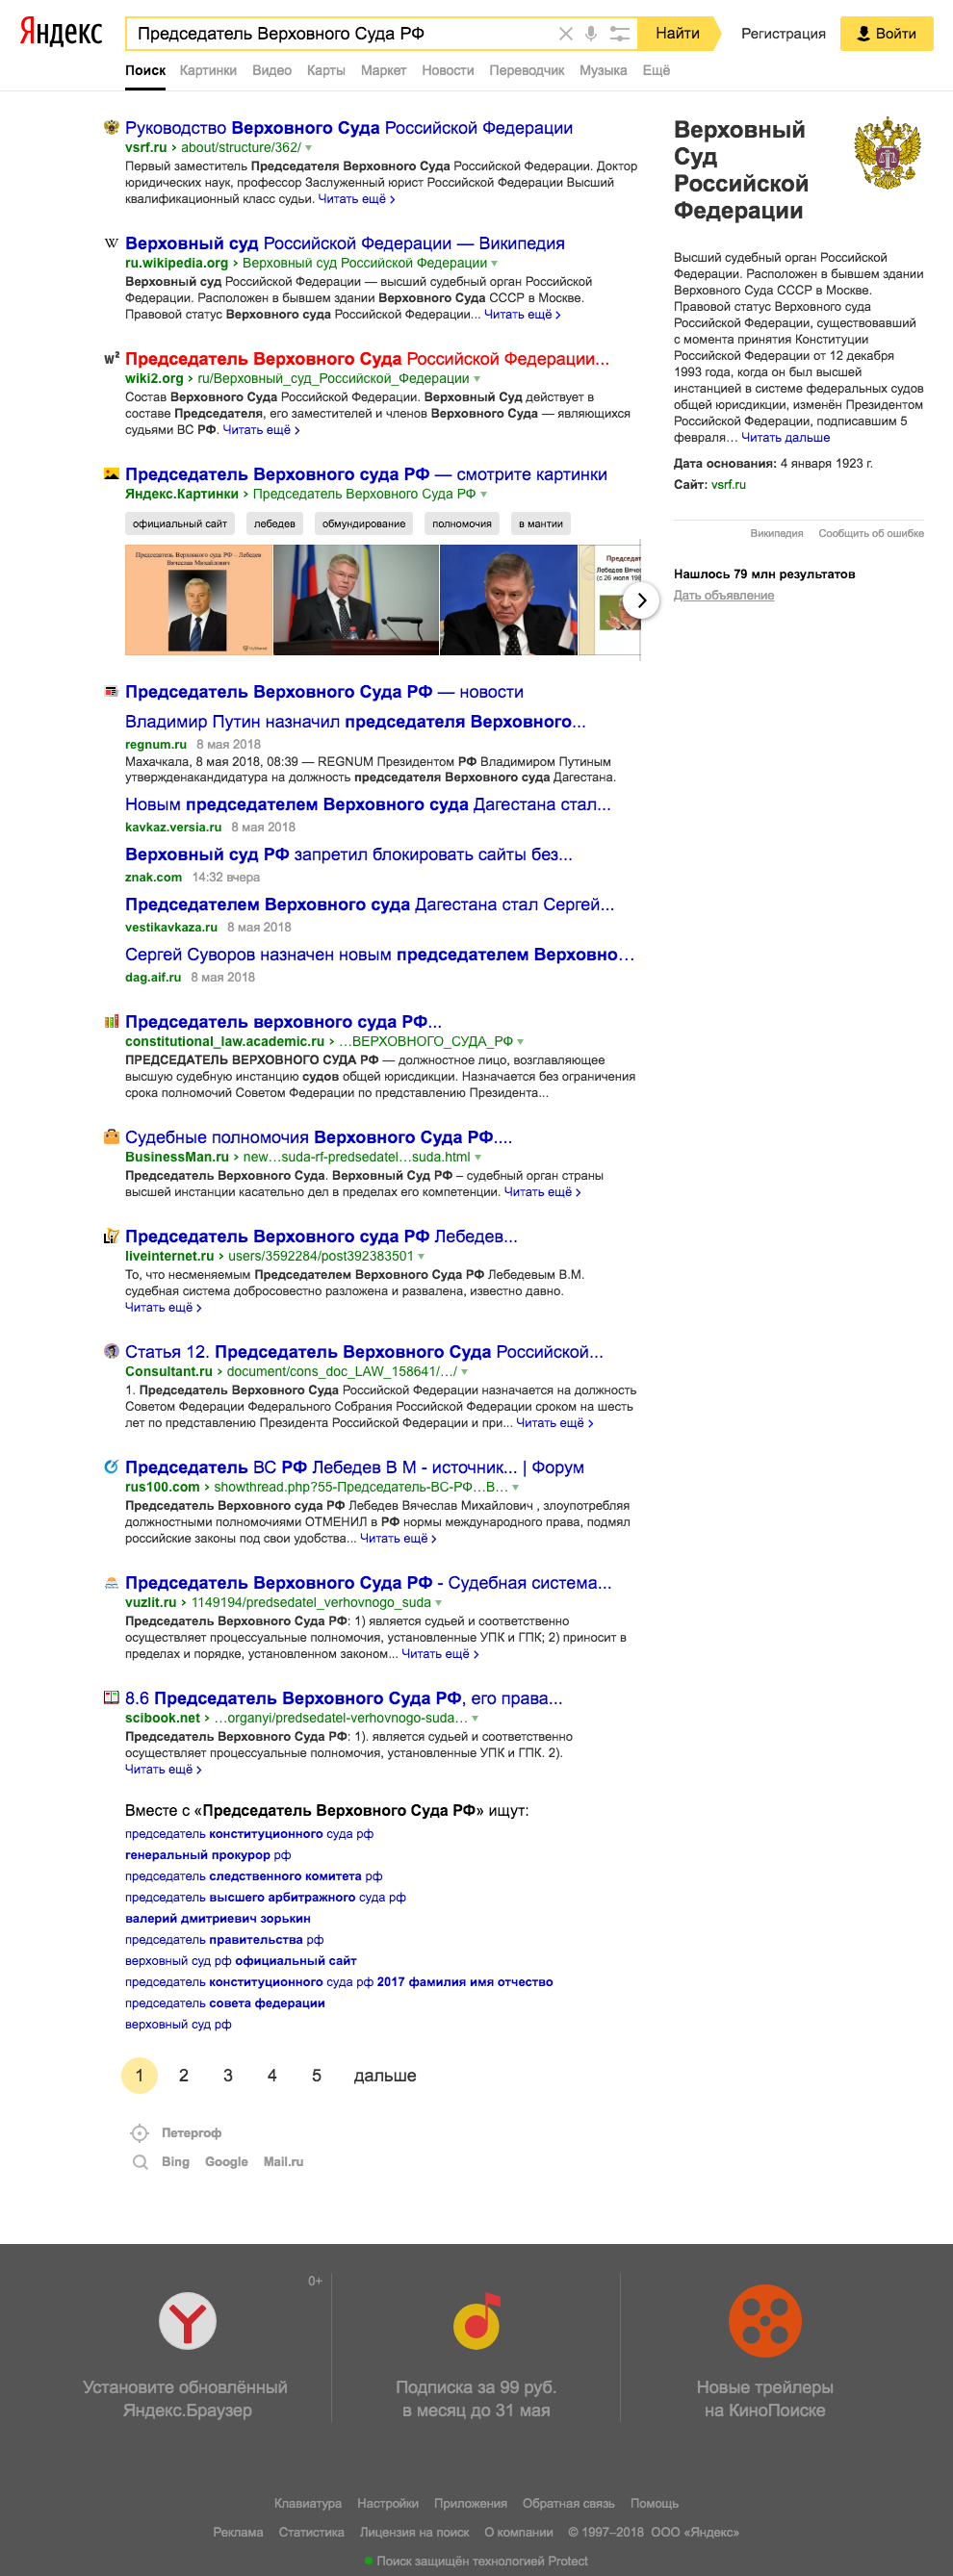 Яндекс
Председатель Верховного Суда РФ
Найти
Регистрация
Войти
Поиск Картинки Видео Карты Маркет Новости Переводчик Музыка Ещё
Руководство Верховного Суда Российской Федерации
vsrf.ru › about/structure/362/
Первый заместитель Председателя Верховного Суда Российской Федерации. Доктор
юридических наук, профессор Заслуженный юрист Российской Федерации Высший
квалификационный класс судьи. Читать ещё ›
Верховный суд Российской Федерации — Википедия
ru.wikipedia.org › Верховный суд Российской Федерации
Верховный суд Российской Федерации — высший судебный орган Российской
Федерации. Расположен в бывшем здании Верховного Суда СССР в Москве.
Правовой статус Верховного суда Российской Федерации... Читать ещё ›
Председатель Верховного Суда Российской Федерации...
wiki2.org › ru/Верховный_суд_Российской_Федерации
Состав Верховного Суда Российской Федерации. Верховный Суд действует в
составе Председателя, его заместителей и членов Верховного Суда — являющихся
судьями ВС РФ. Читать ещё ›
Председатель Верховного суда РФ — смотрите картинки
Яндекс.Картинки › Председатель Верховного Суда РФ
официальный сайт лебедев обмундирование полномочия в мантии
Председатель Верховного суда РФ - Лебедев
Вячеслав Михайлович
Председат
Лебедев Вяче
(с 26 июля 198
Председатель Верховного Суда РФ — новости
Владимир Путин назначил председателя Верховного...
regnum.ru 8 мая 2018
Махачкала, 8 мая 2018, 08:39 — REGNUM Президентом РФ Владимиром Путиным
утвержденакандидатура на должность председателя Верховного суда Дагестана.
Новым председателем Верховного суда Дагестана стал...
kavkaz.versia.ru 8 мая 2018
Верховный суд РФ запретил блокировать сайты без...
znak.com 14:32 вчера
Председателем Верховного суда Дагестана стал Сергей...
vestikavkaza.ru 8 мая 2018
Сергей Суворов назначен новым председателем Верховно...
dag.aif.ru 8 мая 2018
Председатель верховного суда РФ...
constitutional_law.academic.ru › …ВЕРХОВНОГО_СУДА_РФ
ПРЕДСЕДАТЕЛЬ ВЕРХОВНОГО СУДА РФ — должностное лицо, возглавляющее
высшую судебную инстанцию судов общей юрисдикции. Назначается без ограничения
срока полномочий Советом Федерации по представлению Президента...
Судебные полномочия Верховного Суда РФ....
BusinessMan.ru › new…suda-rf-predsedatel…suda.html
Председатель Верховного Суда. Верховный Суд РФ – судебный орган страны
высшей инстанции касательно дел в пределах его компетенции. Читать ещё ›
Председатель Верховного суда РФ Лебедев...
liveinternet.ru › users/3592284/post392383501
То, что несменяемым Председателем Верховного Суда РФ Лебедевым В.М.
судебная система добросовестно разложена и развалена, известно давно.
Читать ещё ›
Статья 12. Председатель Верховного Суда Российской...
Consultant.ru › document/cons_doc_LAW_158641/…/
1. Председатель Верховного Суда Российской Федерации назначается на должность
Советом Федерации Федерального Собрания Российской Федерации сроком на шесть
лет по представлению Президента Российской Федерации и при... Читать ещё ›
Председатель ВС РФ Лебедев В М - источник... | Форум
rus100.com › showthread.php?55-Председатель-ВС-РФ…В…
Председатель Верховного суда РФ Лебедев Вячеслав Михайлович , злоупотребляя
должностными полномочиями ОТМЕНИЛ в РФ нормы международного права, подмял
российские законы под свои удобства... Читать ещё ›
Председатель Верховного Суда РФ - Судебная система...
vuzlit.ru › 1149194/predsedatel_verhovnogo_suda
Председатель Верховного Суда РФ: 1) является судьей и соответственно
осуществляет процессуальные полномочия, установленные УПК и ГПК; 2) приносит в
пределах и порядке, установленном законом... Читать ещё ›
8.6 Председатель Верховного Суда РФ, его права...
scibook.net › …organyi/predsedatel-verhovnogo-suda…
Председатель Верховного Суда РФ: 1). является судьей и соответственно
осуществляет процессуальные полномочия, установленные УПК и ГПК. 2).
Читать ещё ›
Вместе с «Председатель Верховного Суда РФ» ищут:
председатель конституционного суда рф
генеральный прокурор рф
председатель следственного комитета рф
председатель высшего арбитражного суда рф
валерий дмитриевич зорькин
председатель правительства рф
верховный суд рф официальный сайт
председатель конституционного суда рф 2017 фамилия имя отчество
председатель совета федерации
верховный суд рф
1 2 3 4 5 дальше
Петергоф
Bing Google Mail.ru
Верховный
Суд
Российской
Федерации
Высший судебный орган Российской
Федерации. Расположен в бывшем здании
Верховного Суда СССР в Москве.
Правовой статус Верховного суда
Российской Федерации, существовавший
с момента принятия Конституции
Российской Федерации от 12 декабря
1993 года, когда он был высшей
инстанцией в системе федеральных судов
общей юрисдикции, изменён Президентом
Российской Федерации, подписавшим 5
февраля… Читать дальше
Дата основания: 4 января 1923 г.
Сайт: vsrf.ru
Википедия Сообщить об ошибке
Нашлось 79 млн результатов
Дать объявление
0+
Установите обновлённый
Яндекс.Браузер
Подписка за 99 руб.
в месяц до 31 мая
Новые трейлеры
на КиноПоиске
Клавиатура Настройки Приложения Обратная связь Помощь
Реклама Статистика Лицензия на поиск О компании © 1997–2018 ООО «Яндекс»
Поиск защищён технологией Protect